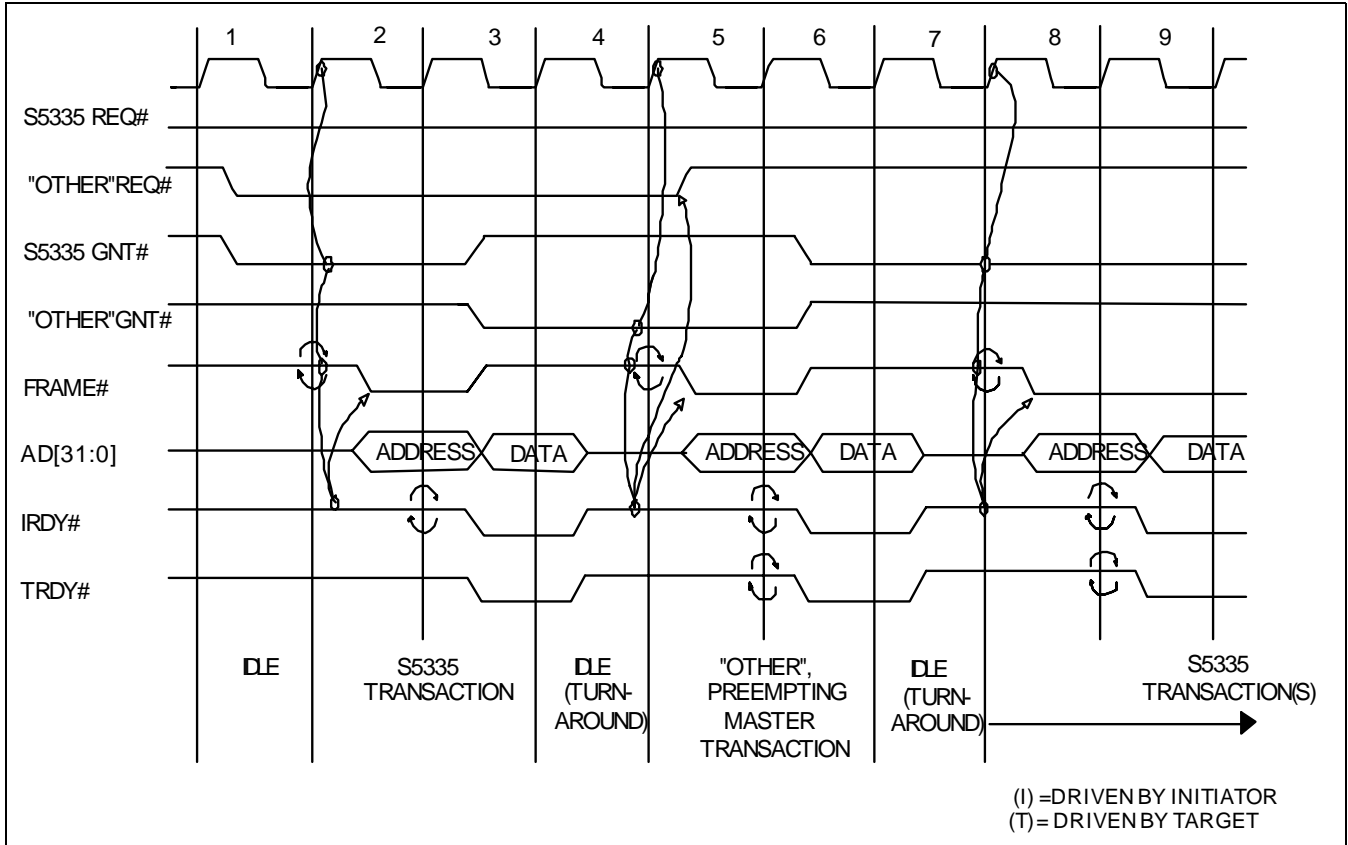 1 2 3 4 5 6 7 8 9
S5335 REQ#
"OTHER"REQ#
S5335 GNT#
"OTHER"GNT#
FRAME#
AD[31:0] ADDRESS DATA ADDRESS DATA ADDRESS DATA
IRDY#
TRDY#
IDLE
S5335
TRANSACTION
IDLE
(TURN-
AROUND)
"OTHER",
PREEMPTING
MASTER
TRANSACTION
IDLE
(TURN-
AROUND)
S5335
TRANSACTION(S)
(I) =DRIVEN BY INITIATOR
(T)= DRIVEN BY TARGET